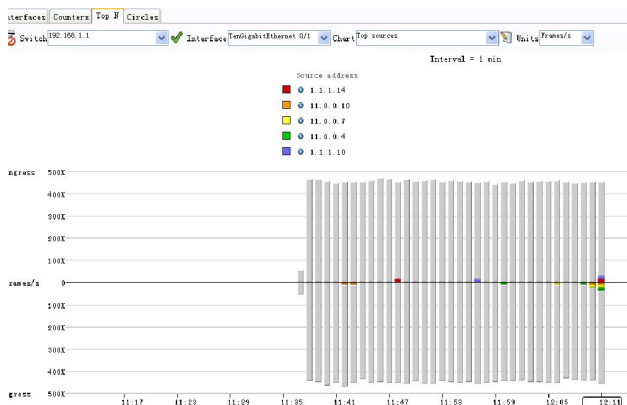 nterfaces Counters Top N Circles
Switch 192.168.1.1 Interface TenGigabitEthernet 0/1 Chart Top sources Units Frames/s
Interval = 1 min
Source address
1.1.1.14
11.0.0.10
11.0.0.7
11.0.0.4
1.1.1.10
ngress 500K
400K
300K
200K
100K
rames/s 0
100K
200K
300K
400K
gress 500K
11:17 11:23 11:29 11:35 11:41 11:47 11:53 11:59 12:05 12:11